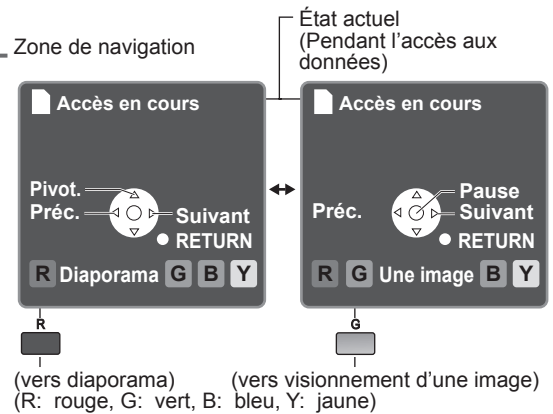 État actuel
(Pendant l'accès aux
données)
Zone de navigation
Accès en cours
Pivot.
Préc.
Suivant
RETURN
R Diaporama G B Y
Accès en cours
Pause
Préc.
Suivant
RETURN
R G Une image B Y
R
G
(vers diaporama)
(vers visionnement d'une image)
(R: rouge, G: vert, B: bleu, Y: jaune)